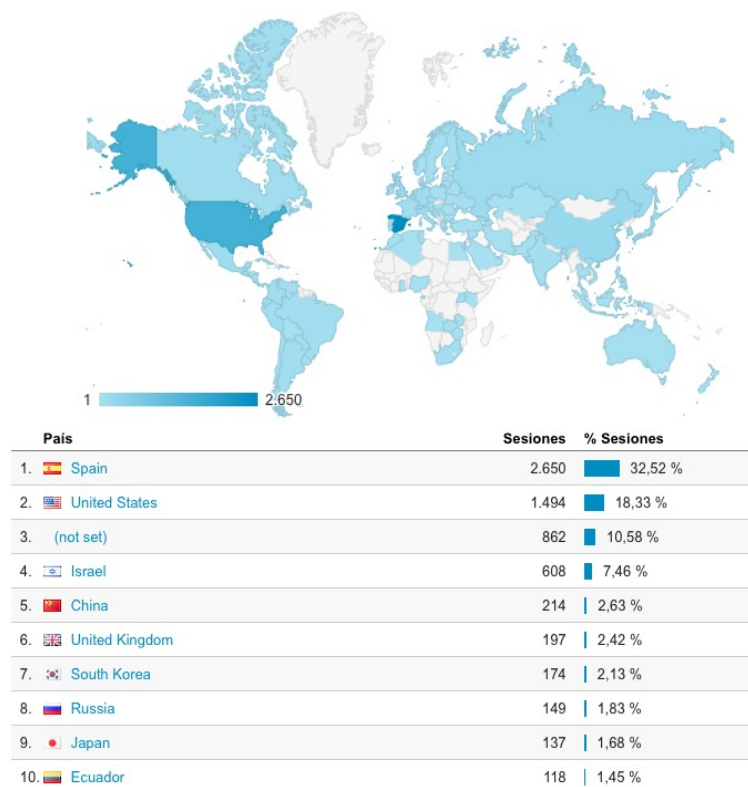 1 2.650
País Sesiones % Sesiones
1. Spain 2.650 32,52 %
2. United States 1.494 18,33 %
3. (not set) 862 10,58 %
4. Israel 608 7,46 %
5. China 214 2,63 %
6. United Kingdom 197 2,42 %
7. South Korea 174 2,13 %
8. Russia 149 1,83 %
9. Japan 137 1,68 %
10. Ecuador 118 1,45 %